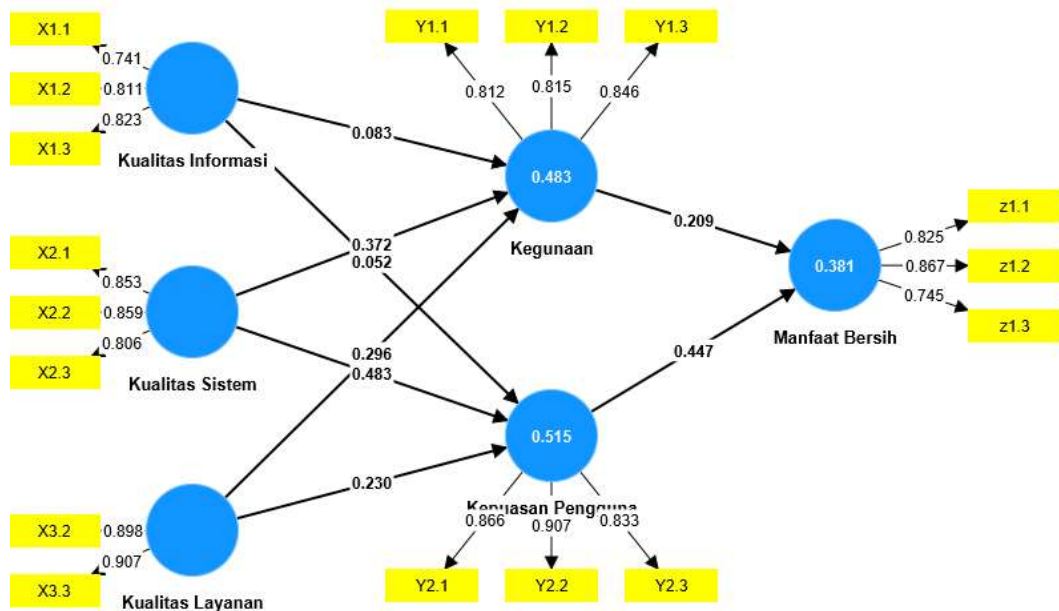 X1.1
0.741
X1.2
0.811
X1.3
0.823
Kualitas Informasi
X2.1
0.853
X2.2
0.859
X2.3
0.806
Kualitas Sistem
X3.2
0.898
X3.3
0.907
Kualitas Layanan
0.083
0.372
0.052
0.296
0.483
0.230
Y1.1
Y1.2
Y1.3
0.812
0.815
0.846
0.483
Kegunaan
0.515
Kepuasan Pengguna
0.866
0.907
0.833
Y2.1
Y2.2
Y2.3
0.209
0.447
0.381
Manfaat Bersih
0.825
z1.1
0.867
z1.2
0.745
z1.3